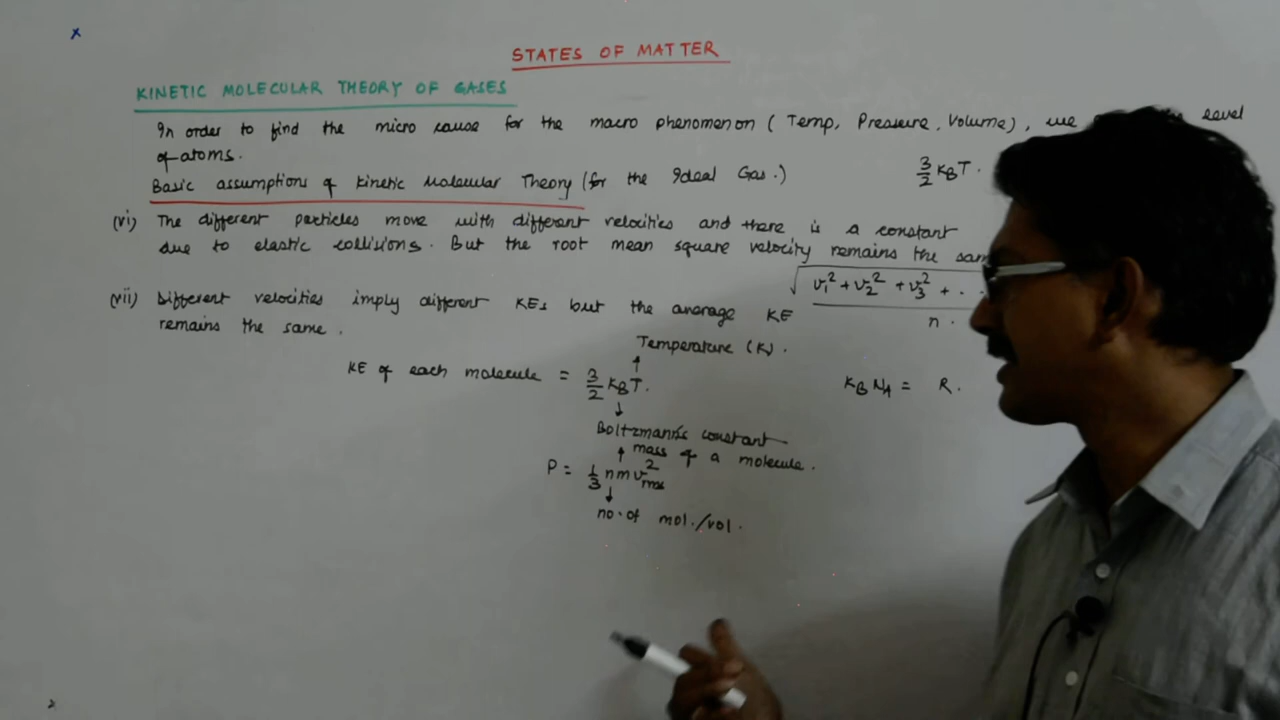 x
STATES OF MATTER
KINETIC MOLECULAR THEORY OF GASES
In order to find the micro cause for the macro phenomenon ( Temp, Pressure, Volume), we level
of atoms.
Basic assumptions of Kinetic Molecular Theory (for the Ideal Gas.)
3/2 KBT.
(vi) The different particles move with different velocities and there is a constant
due to elastic collisions. But the root mean square velocity remains the sam
√ v₁² + v₂² + v₃² + . .
n .
(vii) Different velocities imply different KEs but the average KE
remains the same .
Temperature (K) .
↑
KE of each molecule = 3/2 KBT.
KB NA = R .
↓
Boltzmann's constant
↑ mass of a molecule .
P = 1/3 n m v²rms
↓
no. of mol./vol.